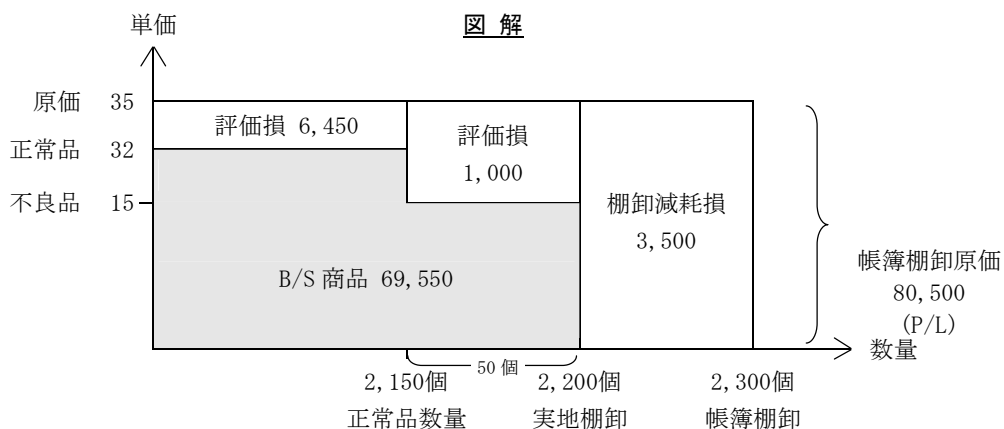 図 解
単価
原価 35
正常品 32
不良品 15
評価損 6,450
評価損
1,000
棚卸減耗損
3,500
B/S 商品 69,550
帳簿棚卸原価
80,500
(P/L)
数量
50 個
2,150個
正常品数量
2,200個
実地棚卸
2,300個
帳簿棚卸